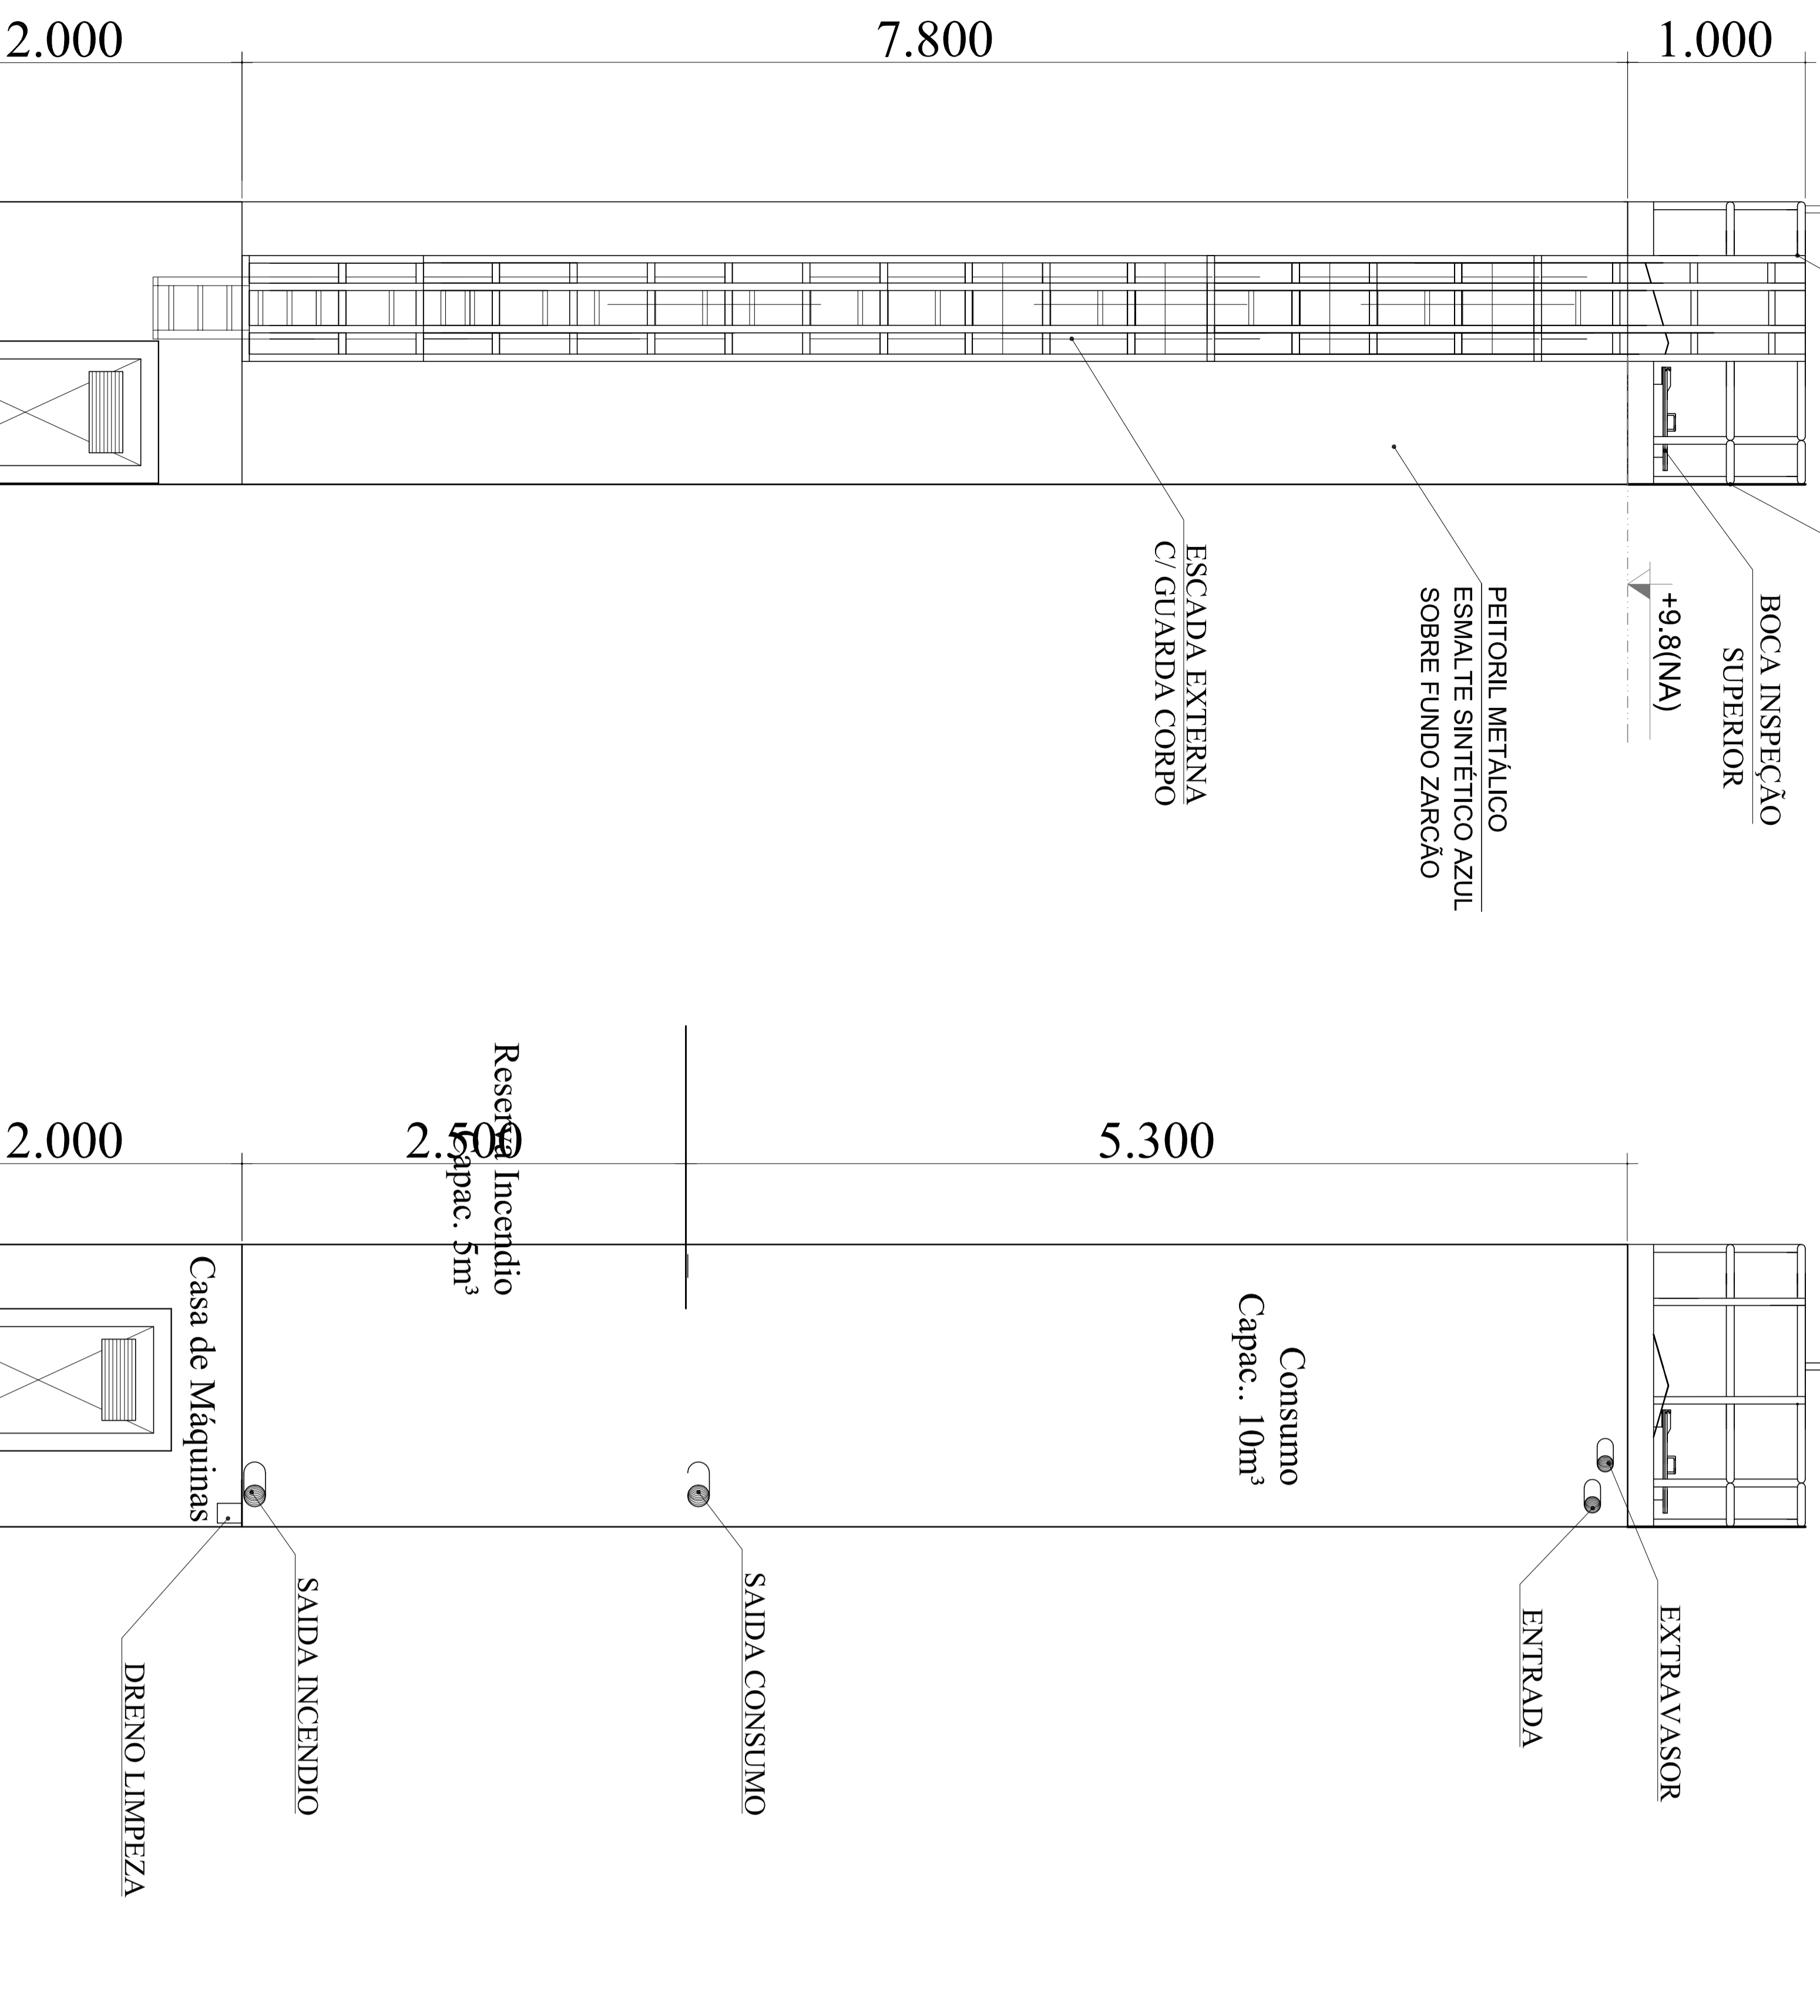 2.000
7.800
1.000
ESCADA EXTERNA
C/ GUARDA CORPO
PEITORIL METÁLICO
ESMALTE SINTÉTICO AZUL
SOBRE FUNDO ZARCÃO
+9.8(NA)
BOCA INSPEÇÃO
SUPERIOR
2.000
2.500
5.300
Reserva Incendio
Capac. 5m³
Casa de Máquinas
Consumo
Capac.. 10m³
DRENO LIMPEZA
SAIDA INCENDIO
SAIDA CONSUMO
ENTRADA
EXTRAVASOR